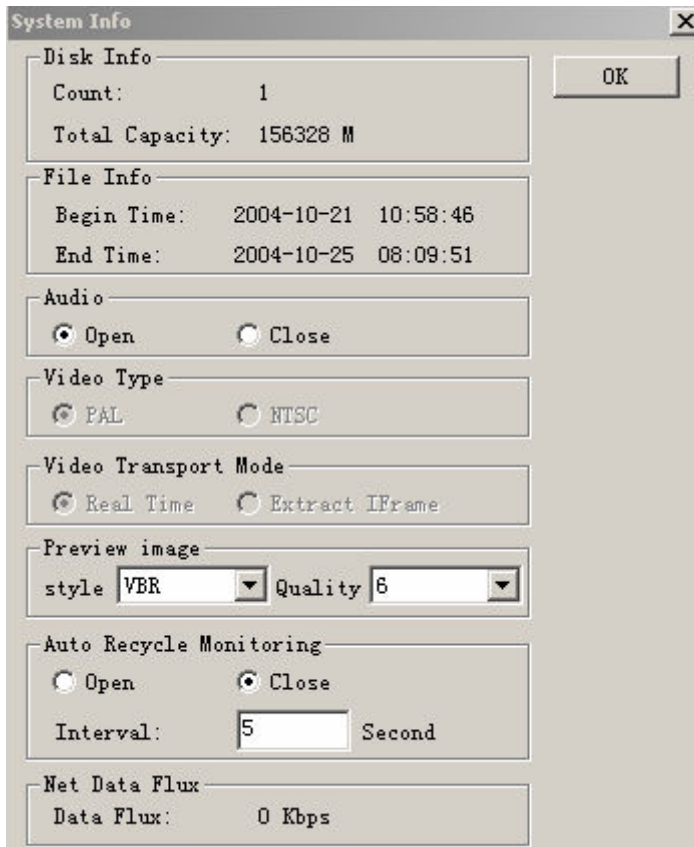 System Info
Disk Info
OK
Count: 1
Total Capacity: 156328 M
File Info
Begin Time: 2004-10-21 10:58:46
End Time: 2004-10-25 08:09:51
Audio
Open Close
Video Type
PAL NTSC
Video Transport Mode
Real Time Extract IFrame
Preview image
style VBR Quality 6
Auto Recycle Monitoring
Open Close
Interval: 5 Second
Net Data Flux
Data Flux: 0 Kbps